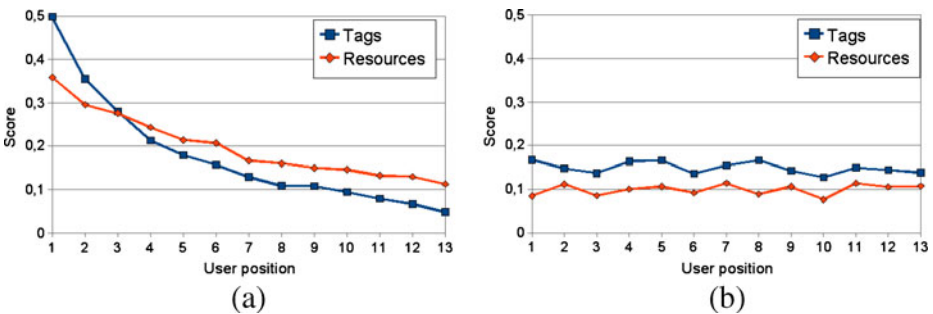 0,5
0,4
0,3
0,2
0,1
0
Score
Tags
Resources
1 2 3 4 5 6 7 8 9 10 11 12 13
User position
(a)
0,5
0,4
0,3
0,2
0,1
0
Score
Tags
Resources
1 2 3 4 5 6 7 8 9 10 11 12 13
User position
(b)